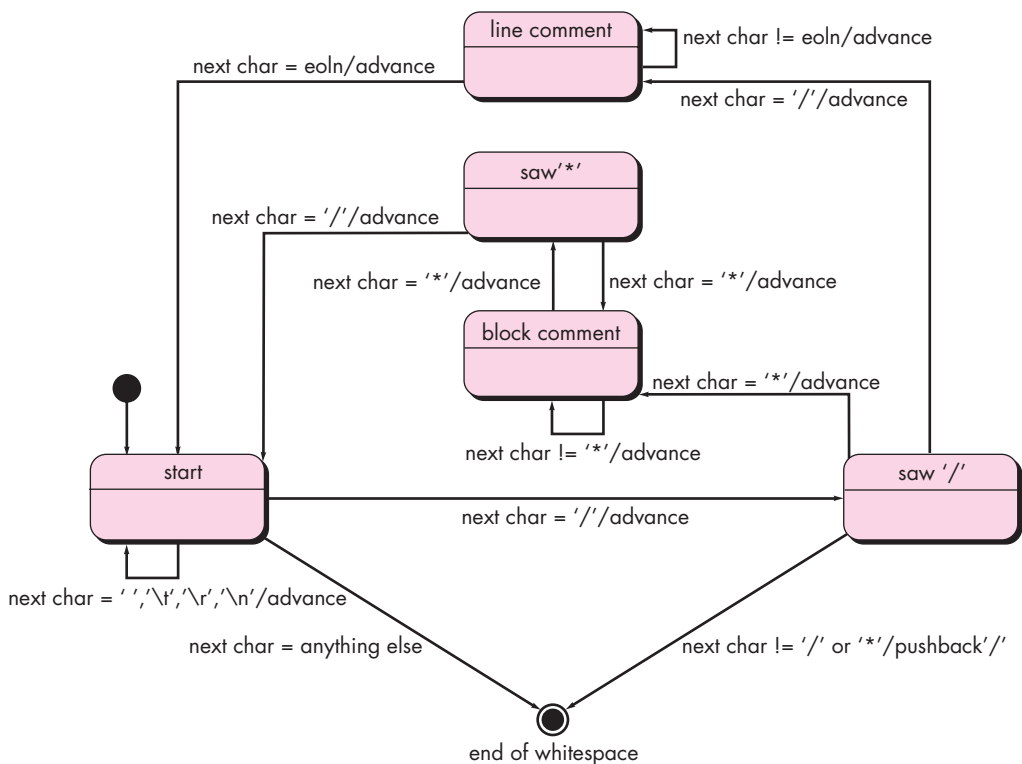 line comment
next char != eoln/advance
next char = eoln/advance
next char = ‘/’/advance
saw’*’
next char = ‘/’/advance
next char = ‘*’/advance
next char = ‘*’/advance
block comment
next char = ‘*’/advance
next char != ‘*’/advance
start
saw ‘/’
next char = ‘/’/advance
next char = ‘ ’,’\t’,’\r’,’\n’/advance
next char = anything else
next char != ‘/’ or ‘*’/pushback’/’
end of whitespace